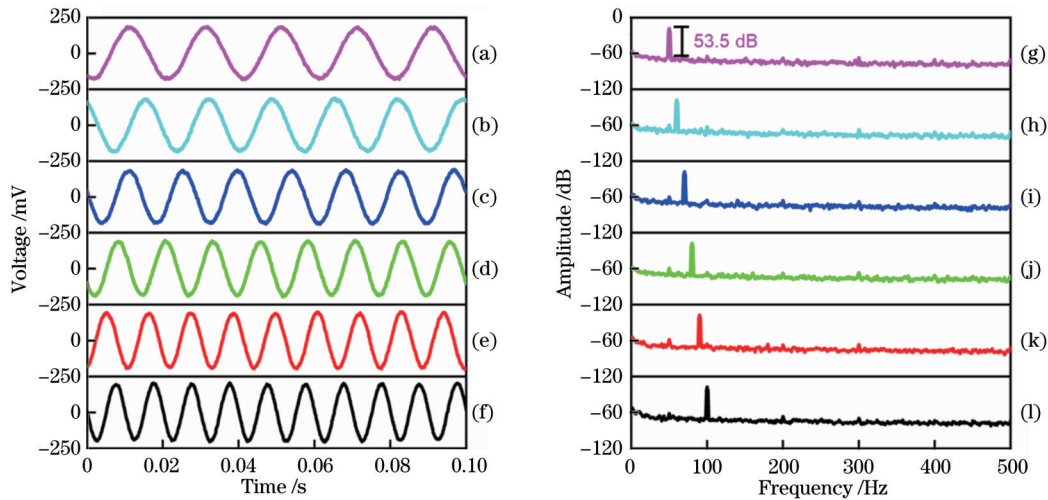 250
0
−250
0
−250
0
−250
0
−250
0
−250
0
−250
(a)
(b)
(c)
(d)
(e)
(f)
Voltage /mV
0
0.02
0.04
0.06
0.08
0.10
Time /s
0
−60
−120
−60
−120
−60
−120
−60
−120
−60
−120
−60
−120
53.5 dB
(g)
(h)
(i)
(j)
(k)
(l)
Amplitude /dB
0
100
200
300
400
500
Frequency /Hz